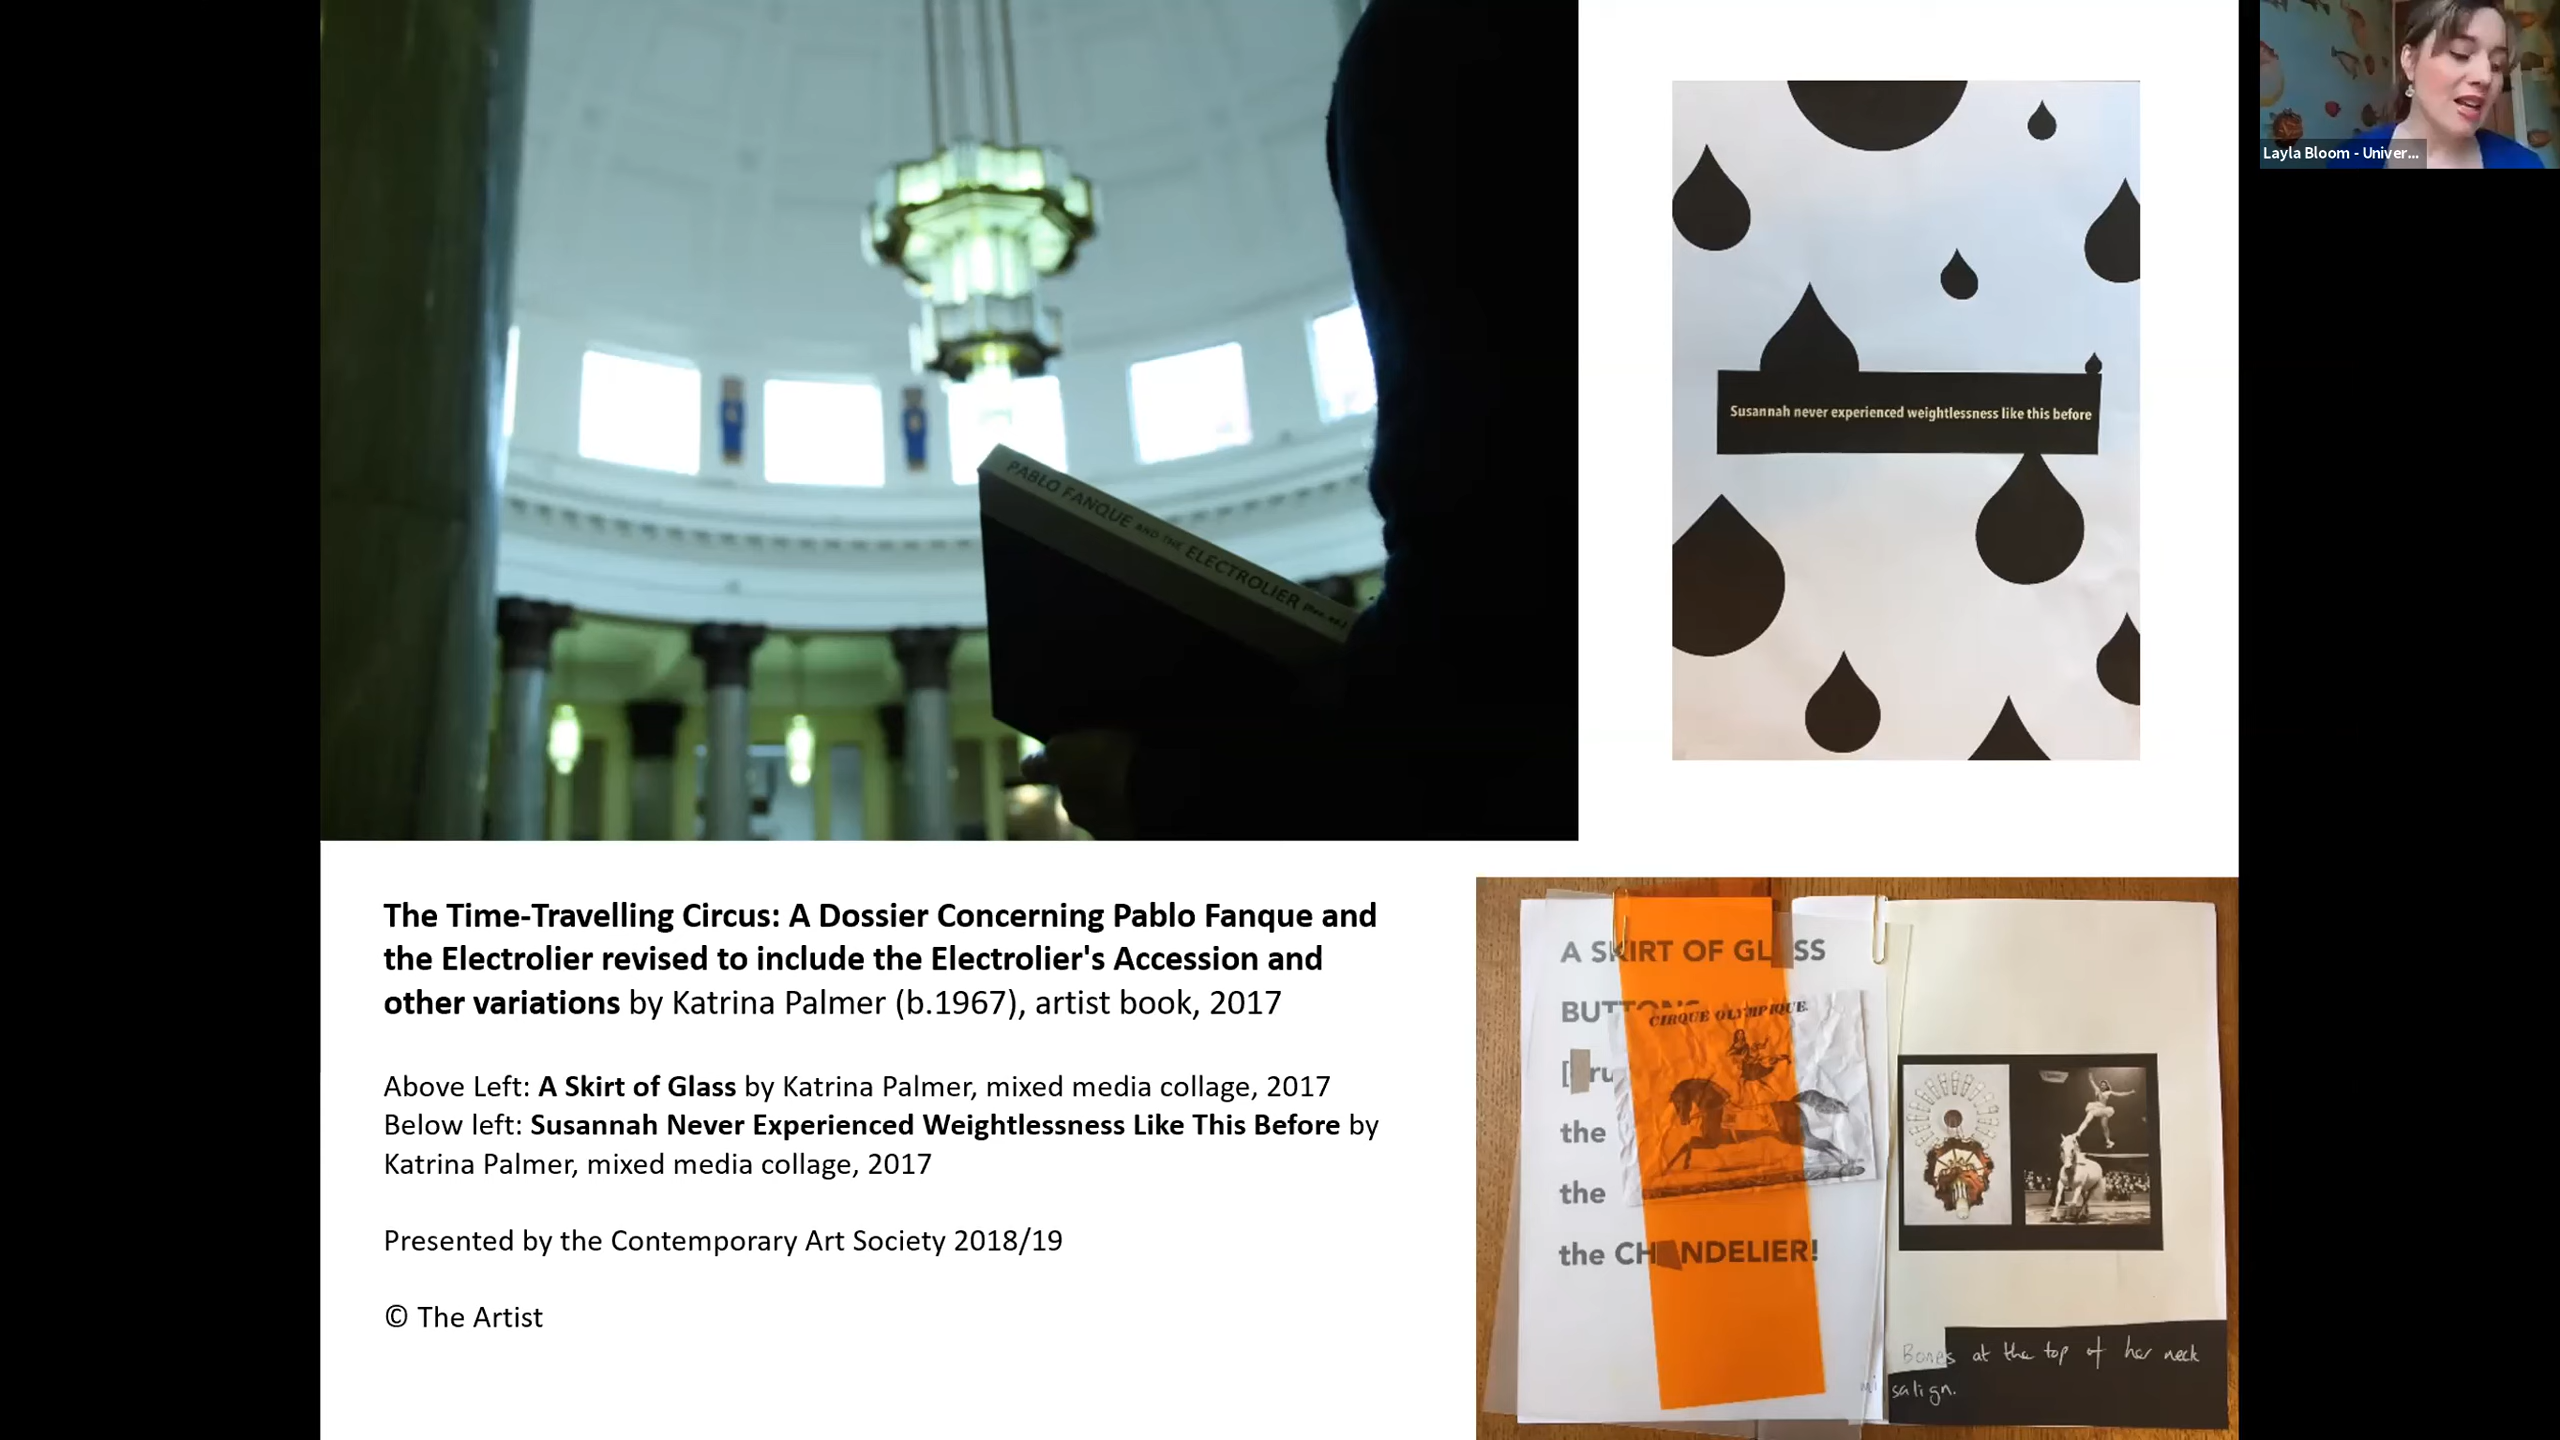 PABLO FANQUE AND THE ELECTROLIER
Susannah never experienced weightlessness like this before
Layla Bloom - Univer...
The Time-Travelling Circus: A Dossier Concerning Pablo Fanque and
the Electrolier revised to include the Electrolier's Accession and
other variations by Katrina Palmer (b.1967), artist book, 2017
Above Left: A Skirt of Glass by Katrina Palmer, mixed media collage, 2017
Below left: Susannah Never Experienced Weightlessness Like This Before by
Katrina Palmer, mixed media collage, 2017
Presented by the Contemporary Art Society 2018/19
© The Artist
A SKIRT OF GL SS
BUTTONS
CIRQUE OLYMPIQUE.
[ ru
the
the
the CH NDELIER!
Bones at the top of her neck
salign.